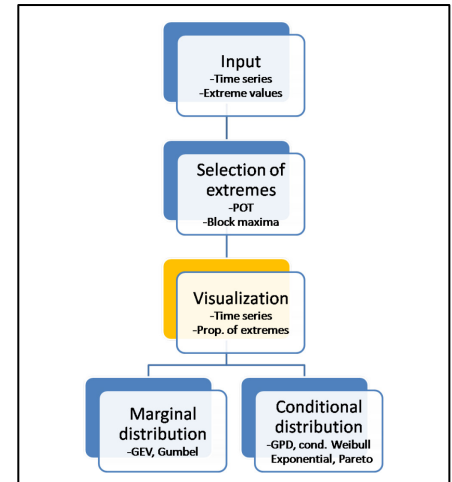 Input
-Time series
-Extreme values
Selection of
extremes
-POT
-Block maxima
Visualization
-Time series
-Prop. of extremes
Marginal
distribution
-GEV, Gumbel
Conditional
distribution
-GPD, cond. Weibull
Exponential, Pareto